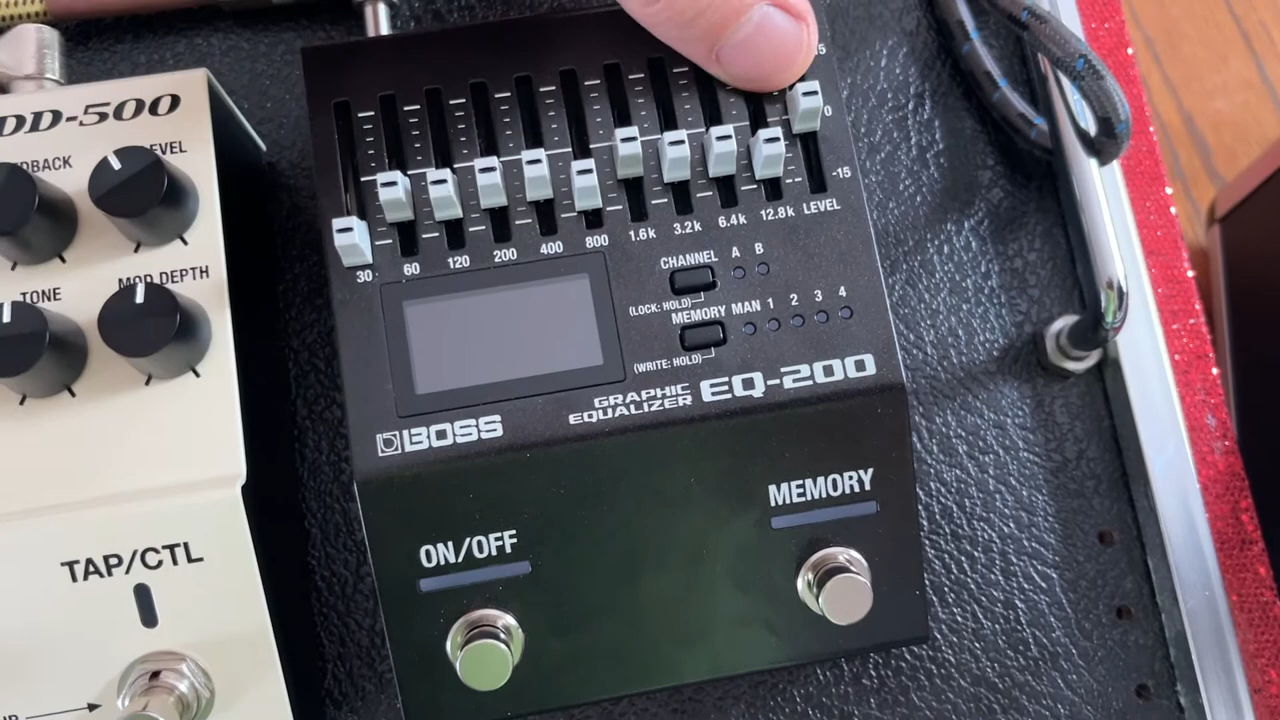 DD-500
LEVEL
TONE
MOD DEPTH
TAP/CTL
0
-15
30 60 120 200 400 800 1.6k 3.2k 6.4k 12.8k LEVEL
CHANNEL A B
(LOCK: HOLD)
MEMORY MAN 1 2 3 4
(WRITE: HOLD)
GRAPHIC
EQUALIZER EQ-200
BOSS
MEMORY
ON/OFF